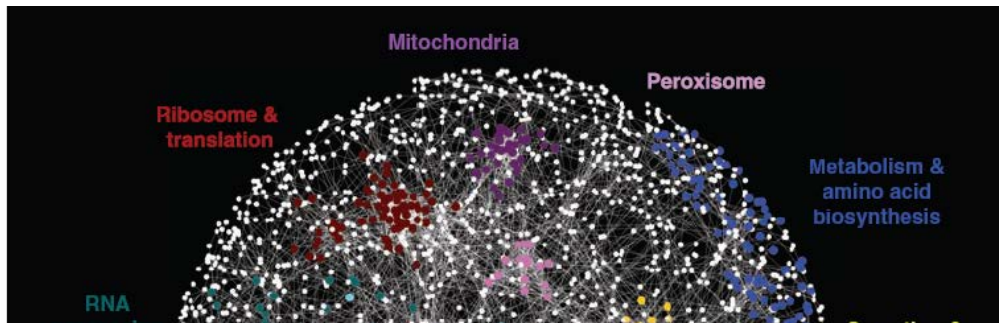 Mitochondria
Peroxisome
Ribosome &
translation
Metabolism &
amino acid
biosynthesis
RNA